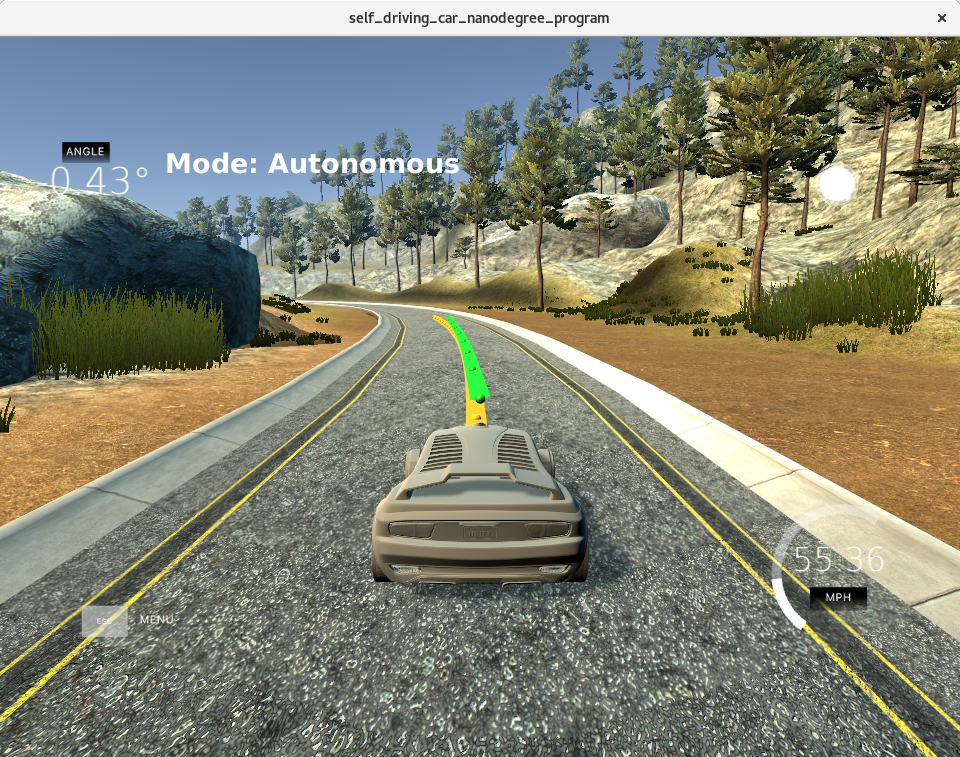 self_driving_car_nanodegree_program
ANGLE
0.43°
Mode: Autonomous
55.36
MPH
ESC
MENU